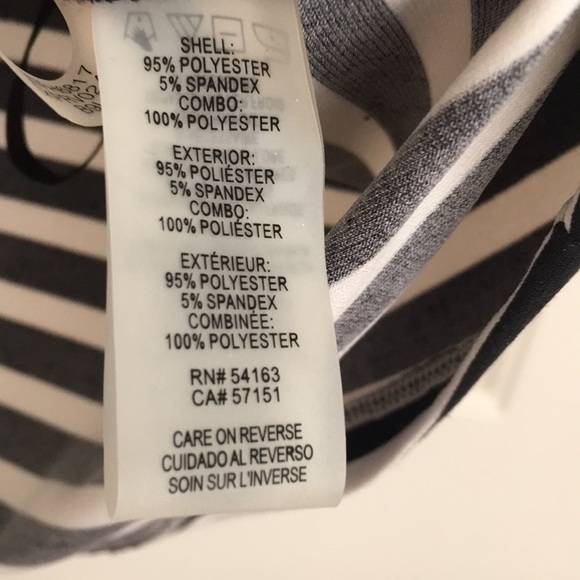 SHELL:
95% POLYESTER
5% SPANDEX
COMBO:
100% POLYESTER
EXTERIOR:
95% POLIÉSTER
5% SPANDEX
COMBO:
100% POLIÉSTER
EXTÉRIEUR:
95% POLYESTER
5% SPANDEX
COMBINÉE:
100% POLYESTER
RN# 54163
CA# 57151
CARE ON REVERSE
CUIDADO AL REVERSO
SOIN SUR L'INVERSE